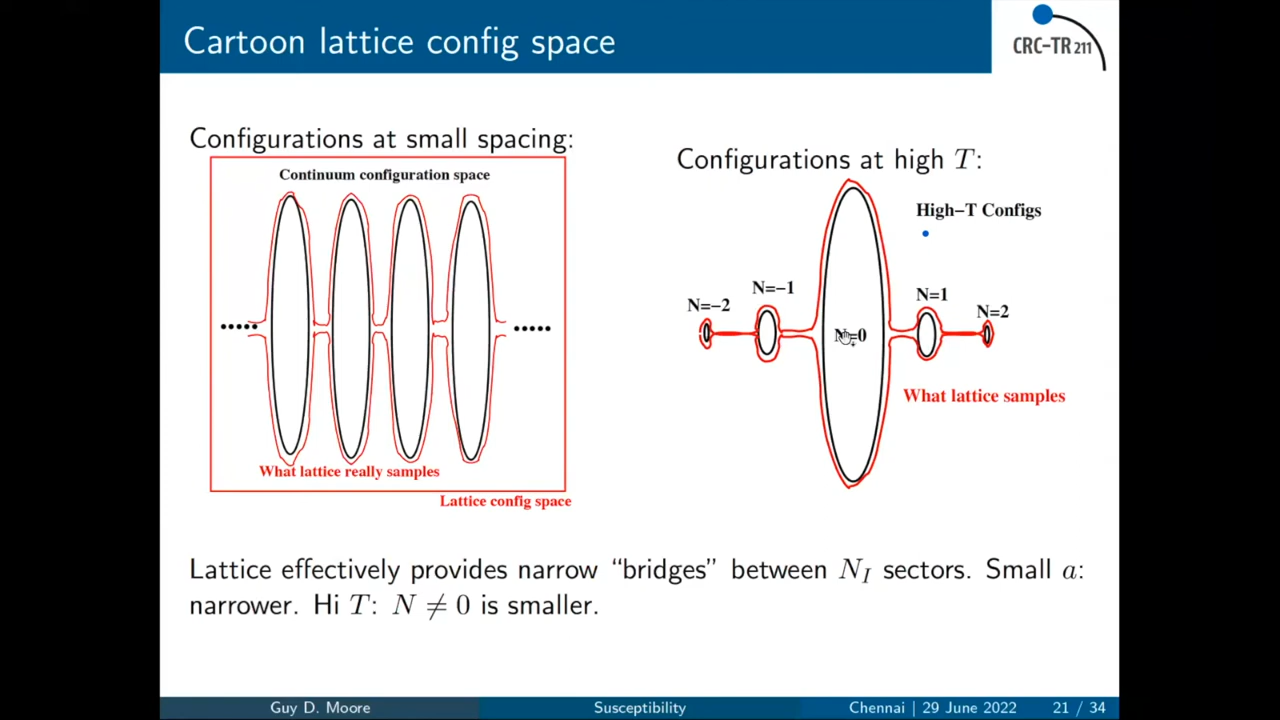 Cartoon lattice config space
CRC-TR 211
Configurations at small spacing:
Continuum configuration space
What lattice really samples
Lattice config space
Configurations at high T:
High-T Configs
N=-2
N=-1
N=0
N=1
N=2
What lattice samples
Lattice effectively provides narrow “bridges” between N_I sectors. Small a:
narrower. Hi T: N ≠ 0 is smaller.
Guy D. Moore
Susceptibility
Chennai | 29 June 2022
21 / 34